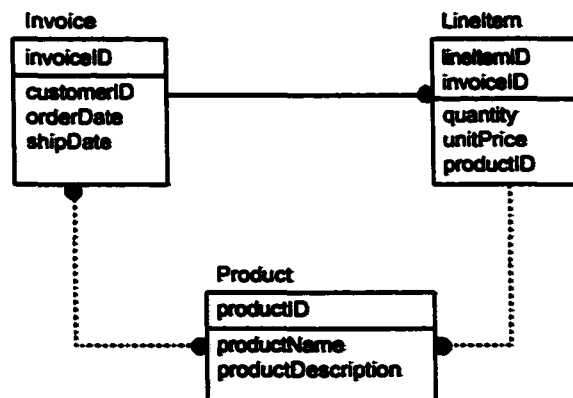 Invoice
invoiceID
customerID
orderDate
shipDate
LineItem
lineItemID
invoiceID
quantity
unitPrice
productID
Product
productID
productName
productDescription